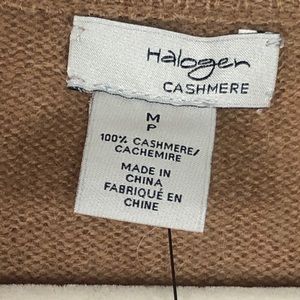 Halogen
CASHMERE
M
P
100% CASHMERE/
CACHEMIRE
MADE IN
CHINA
FABRIQUÉ EN
CHINE